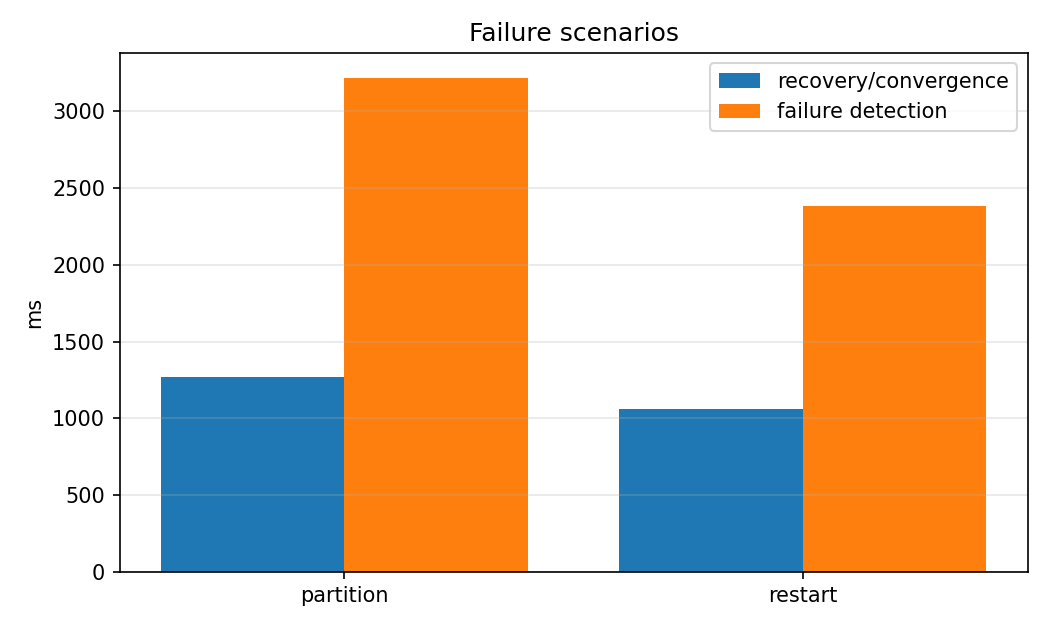 Failure scenarios
recovery/convergence
failure detection
3000
2500
2000
1500
1000
500
0
ms
partition
restart